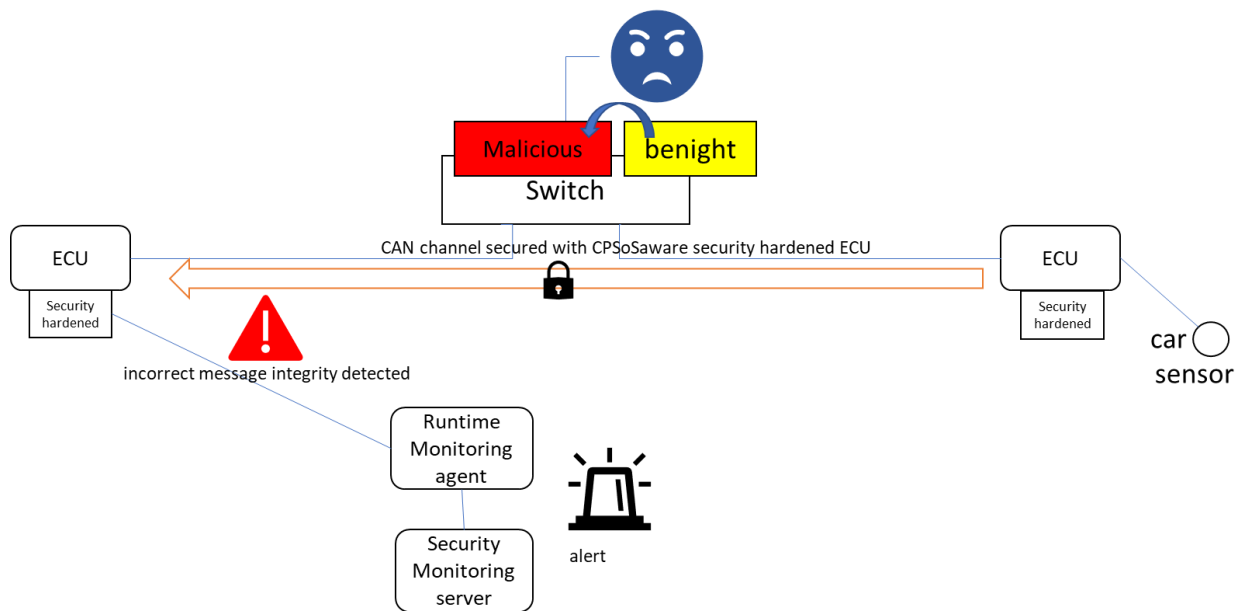 Malicious
benight
Switch
CAN channel secured with CPSoSaware security hardened ECU
ECU
ECU
Security
hardened
Security
hardened
car
sensor
incorrect message integrity detected
Runtime
Monitoring
agent
Security
Monitoring
server
alert